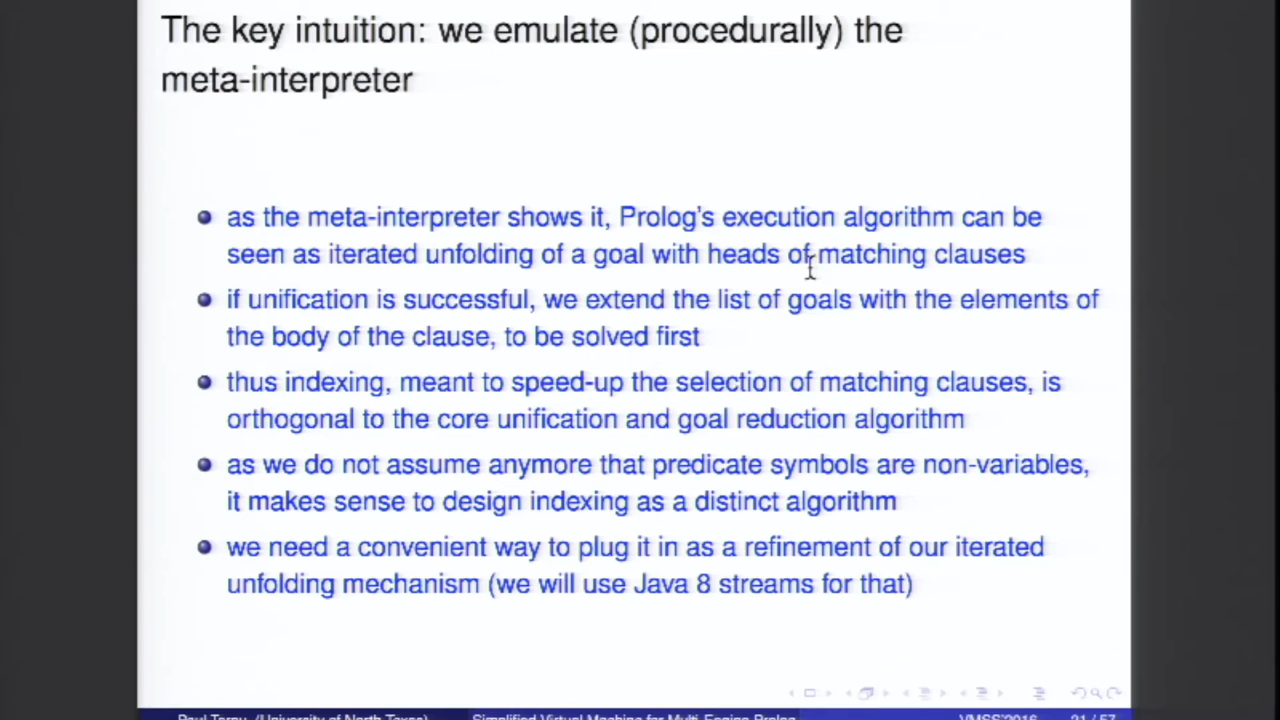 The key intuition: we emulate (procedurally) the
meta-interpreter
as the meta-interpreter shows it, Prolog's execution algorithm can be
seen as iterated unfolding of a goal with heads of matching clauses
if unification is successful, we extend the list of goals with the elements of
the body of the clause, to be solved first
thus indexing, meant to speed-up the selection of matching clauses, is
orthogonal to the core unification and goal reduction algorithm
as we do not assume anymore that predicate symbols are non-variables,
it makes sense to design indexing as a distinct algorithm
we need a convenient way to plug it in as a refinement of our iterated
unfolding mechanism (we will use Java 8 streams for that)
Paul Tarau (University of North Texas) Simplified Virtual Machine for Multi-Engine Prolog VMSS'2016 21 / 57